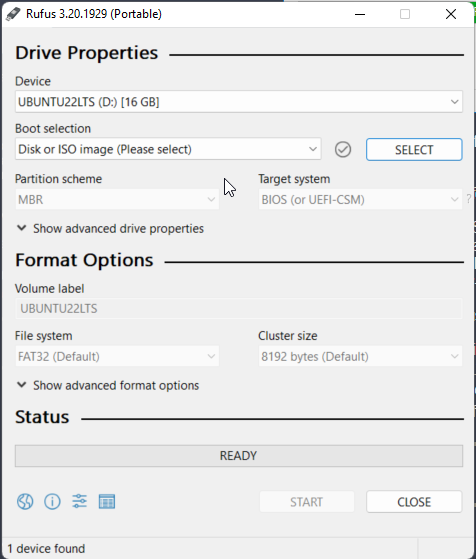 Rufus 3.20.1929 (Portable)
Drive Properties
Device
UBUNTU22LTS (D:) [16 GB]
Boot selection
Disk or ISO image (Please select)
SELECT
Partition scheme
Target system
MBR
BIOS (or UEFI-CSM)
?
Show advanced drive properties
Format Options
Volume label
UBUNTU22LTS
File system
Cluster size
FAT32 (Default)
8192 bytes (Default)
Show advanced format options
Status
READY
START
CLOSE
1 device found